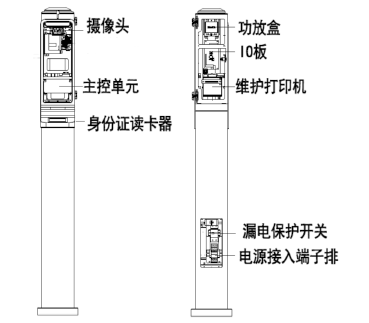 摄像头
主控单元
身份证读卡器
功放盒
IO板
维护打印机
漏电保护开关
电源接入端子排